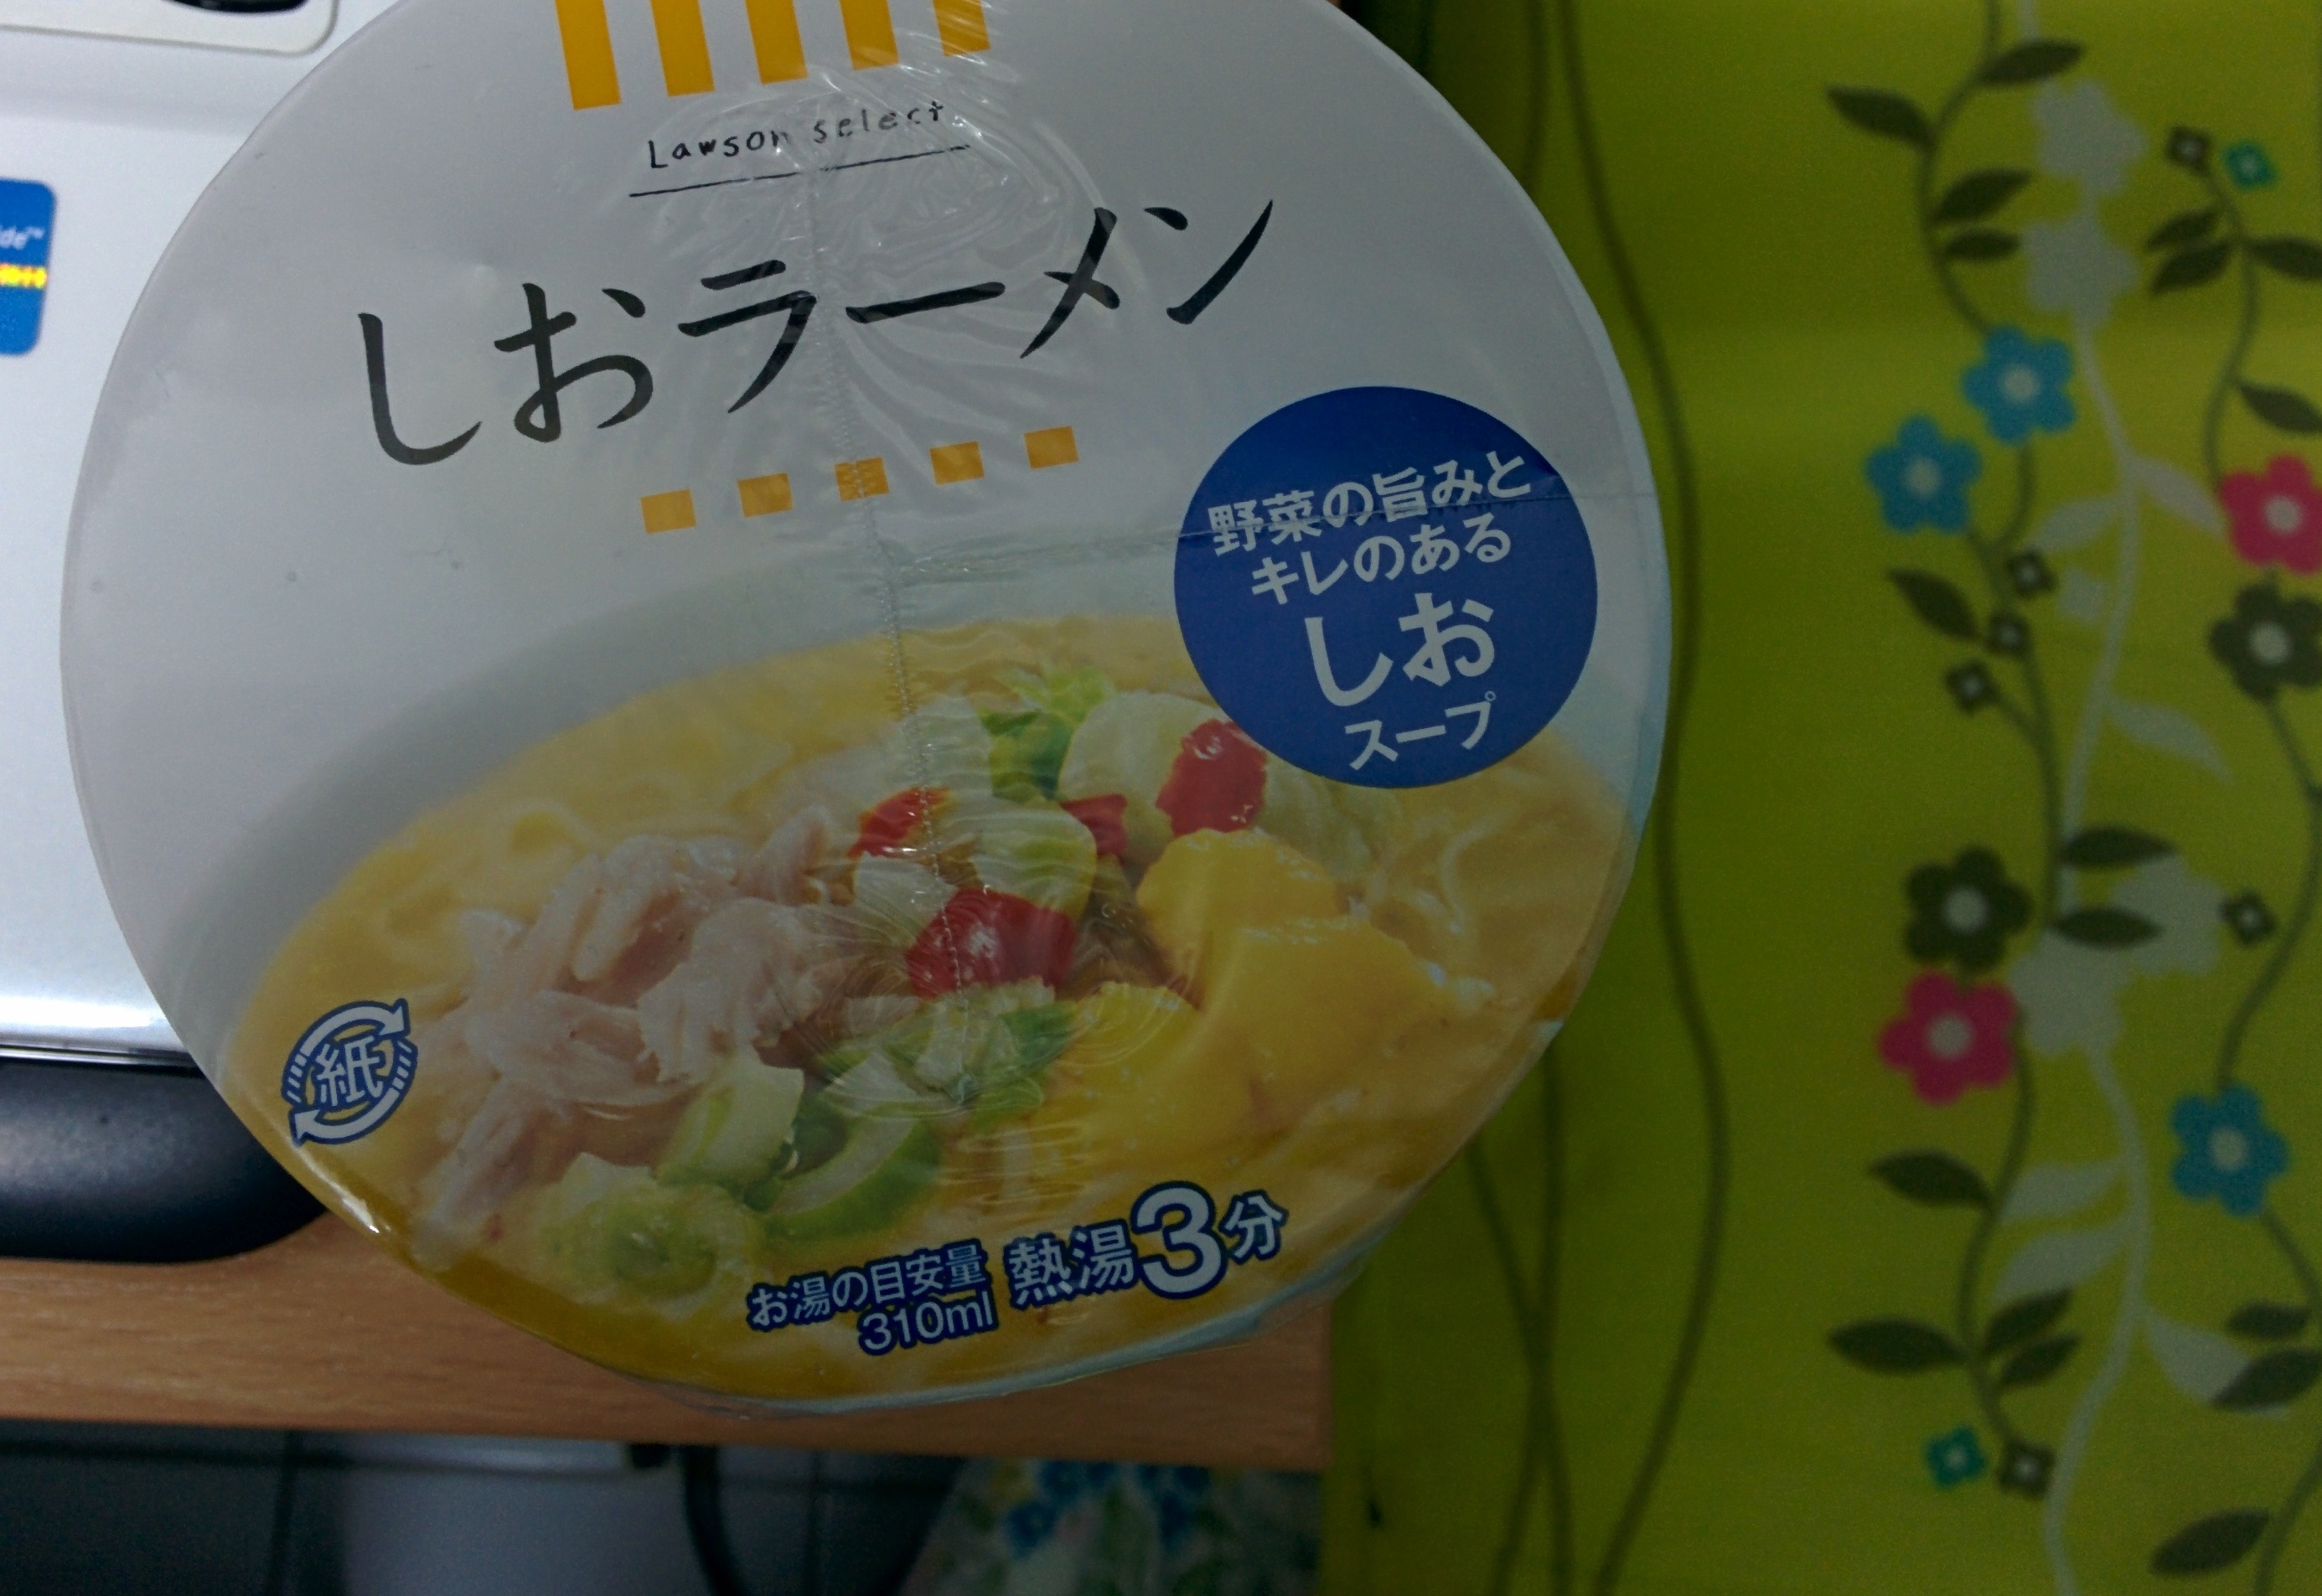 Lawson select
しおラーメン
野菜の旨みと
キレのある
しお
スープ
紙
お湯の目安量
310ml
熱湯3分